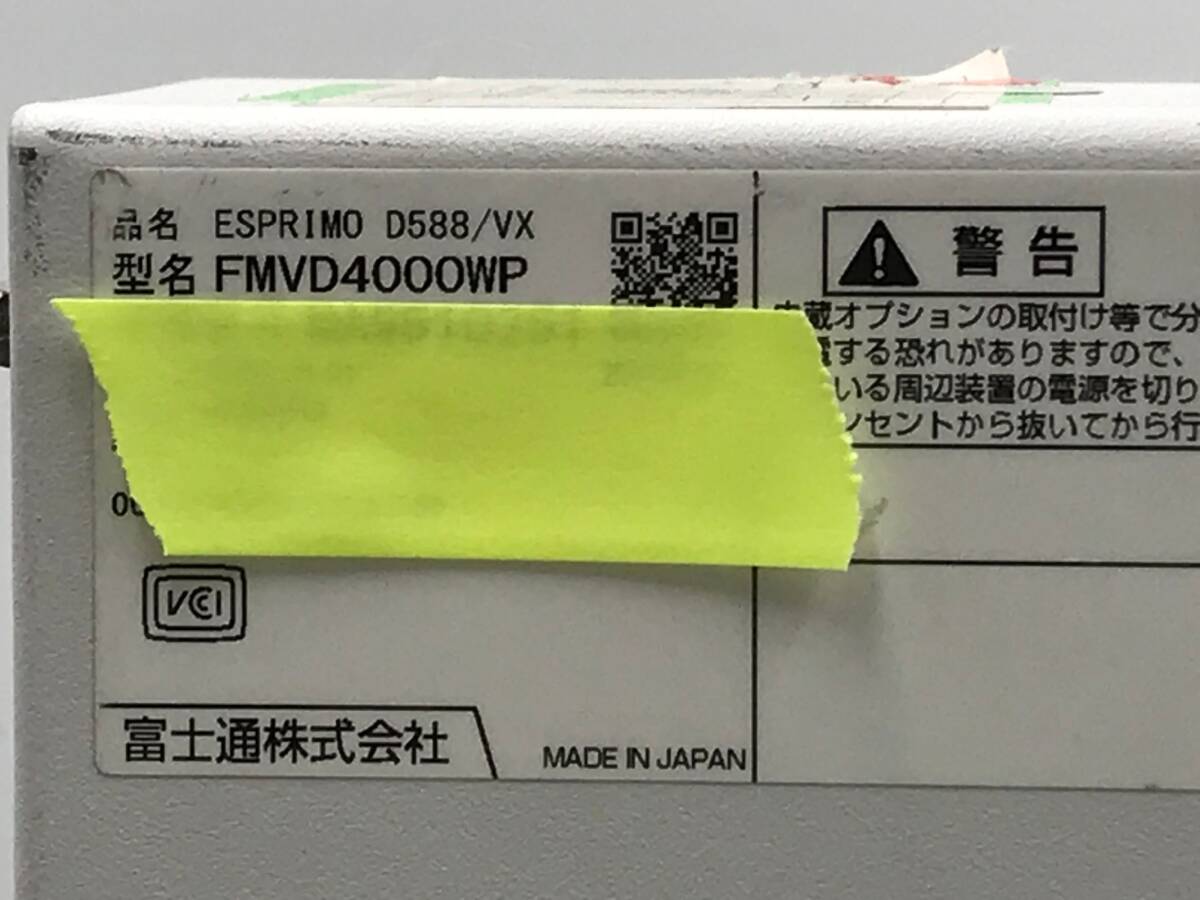 品名 ESPRIMO D588/VX
型名 FMVD4000WP
VCCI
富士通株式会社
MADE IN JAPAN
警告
内蔵オプションの取付け等で分
電する恐れがありますので、
いる周辺装置の電源を切り
ンセントから抜いてから行